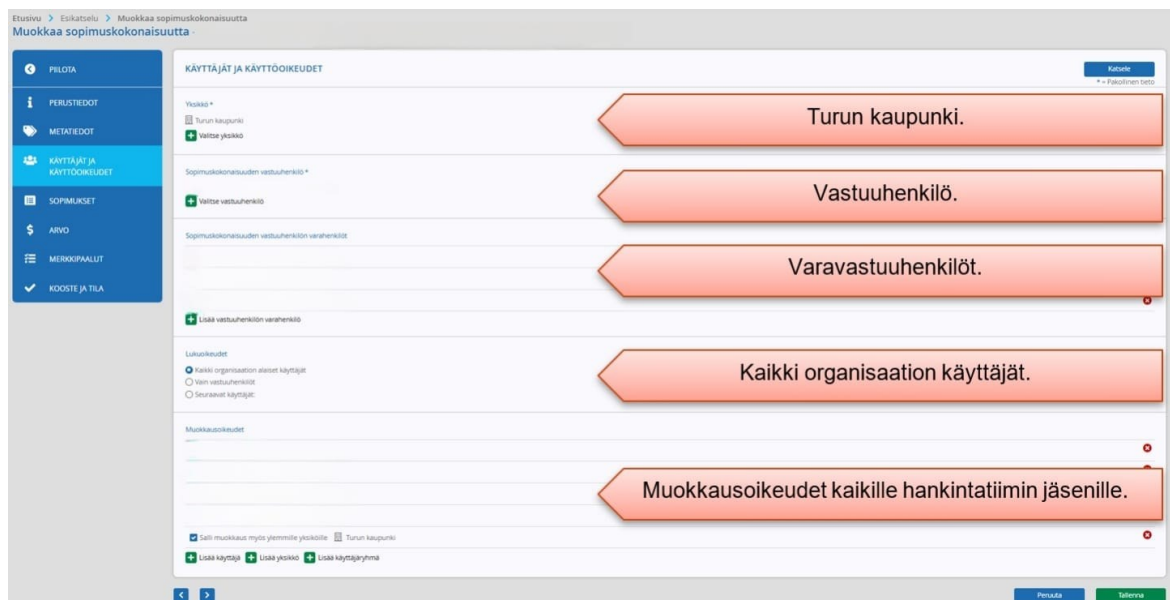 Etusivu > Esikatselu > Muokkaa sopimuskokonaisuutta
Muokkaa sopimuskokonaisuutta -
PIILOTA
PERUSTIEDOT
METATIEDOT
KÄYTTÄJÄT JA
KÄYTTÖOIKEUDET
SOPIMUKSET
ARVO
MERKKIPAALUT
KOOSTE JA TILA
KÄYTTÄJÄT JA KÄYTTÖOIKEUDET
Katsele
* = Pakollinen tieto
Yksikkö *
Turun kaupunki
Valitse yksikkö
Turun kaupunki.
Sopimuskokonaisuuden vastuuhenkilö *
Valitse vastuuhenkilö
Vastuuhenkilö.
Sopimuskokonaisuuden vastuuhenkilön varahenkilöt
Varavastuuhenkilöt.
Lisää vastuuhenkilön varahenkilö
Lukuoikeudet
Kaikki organisaation alaiset käyttäjät
Vain vastuuhenkilöt
Seuraavat käyttäjät:
Kaikki organisaation käyttäjät.
Muokkausoikeudet
Muokkausoikeudet kaikille hankintatiimin jäsenille.
Salli muokkaus myös ylemmille yksiköille Turun kaupunki
Lisää käyttäjä Lisää yksikkö Lisää käyttäjäryhmä
Peruuta Tallenna